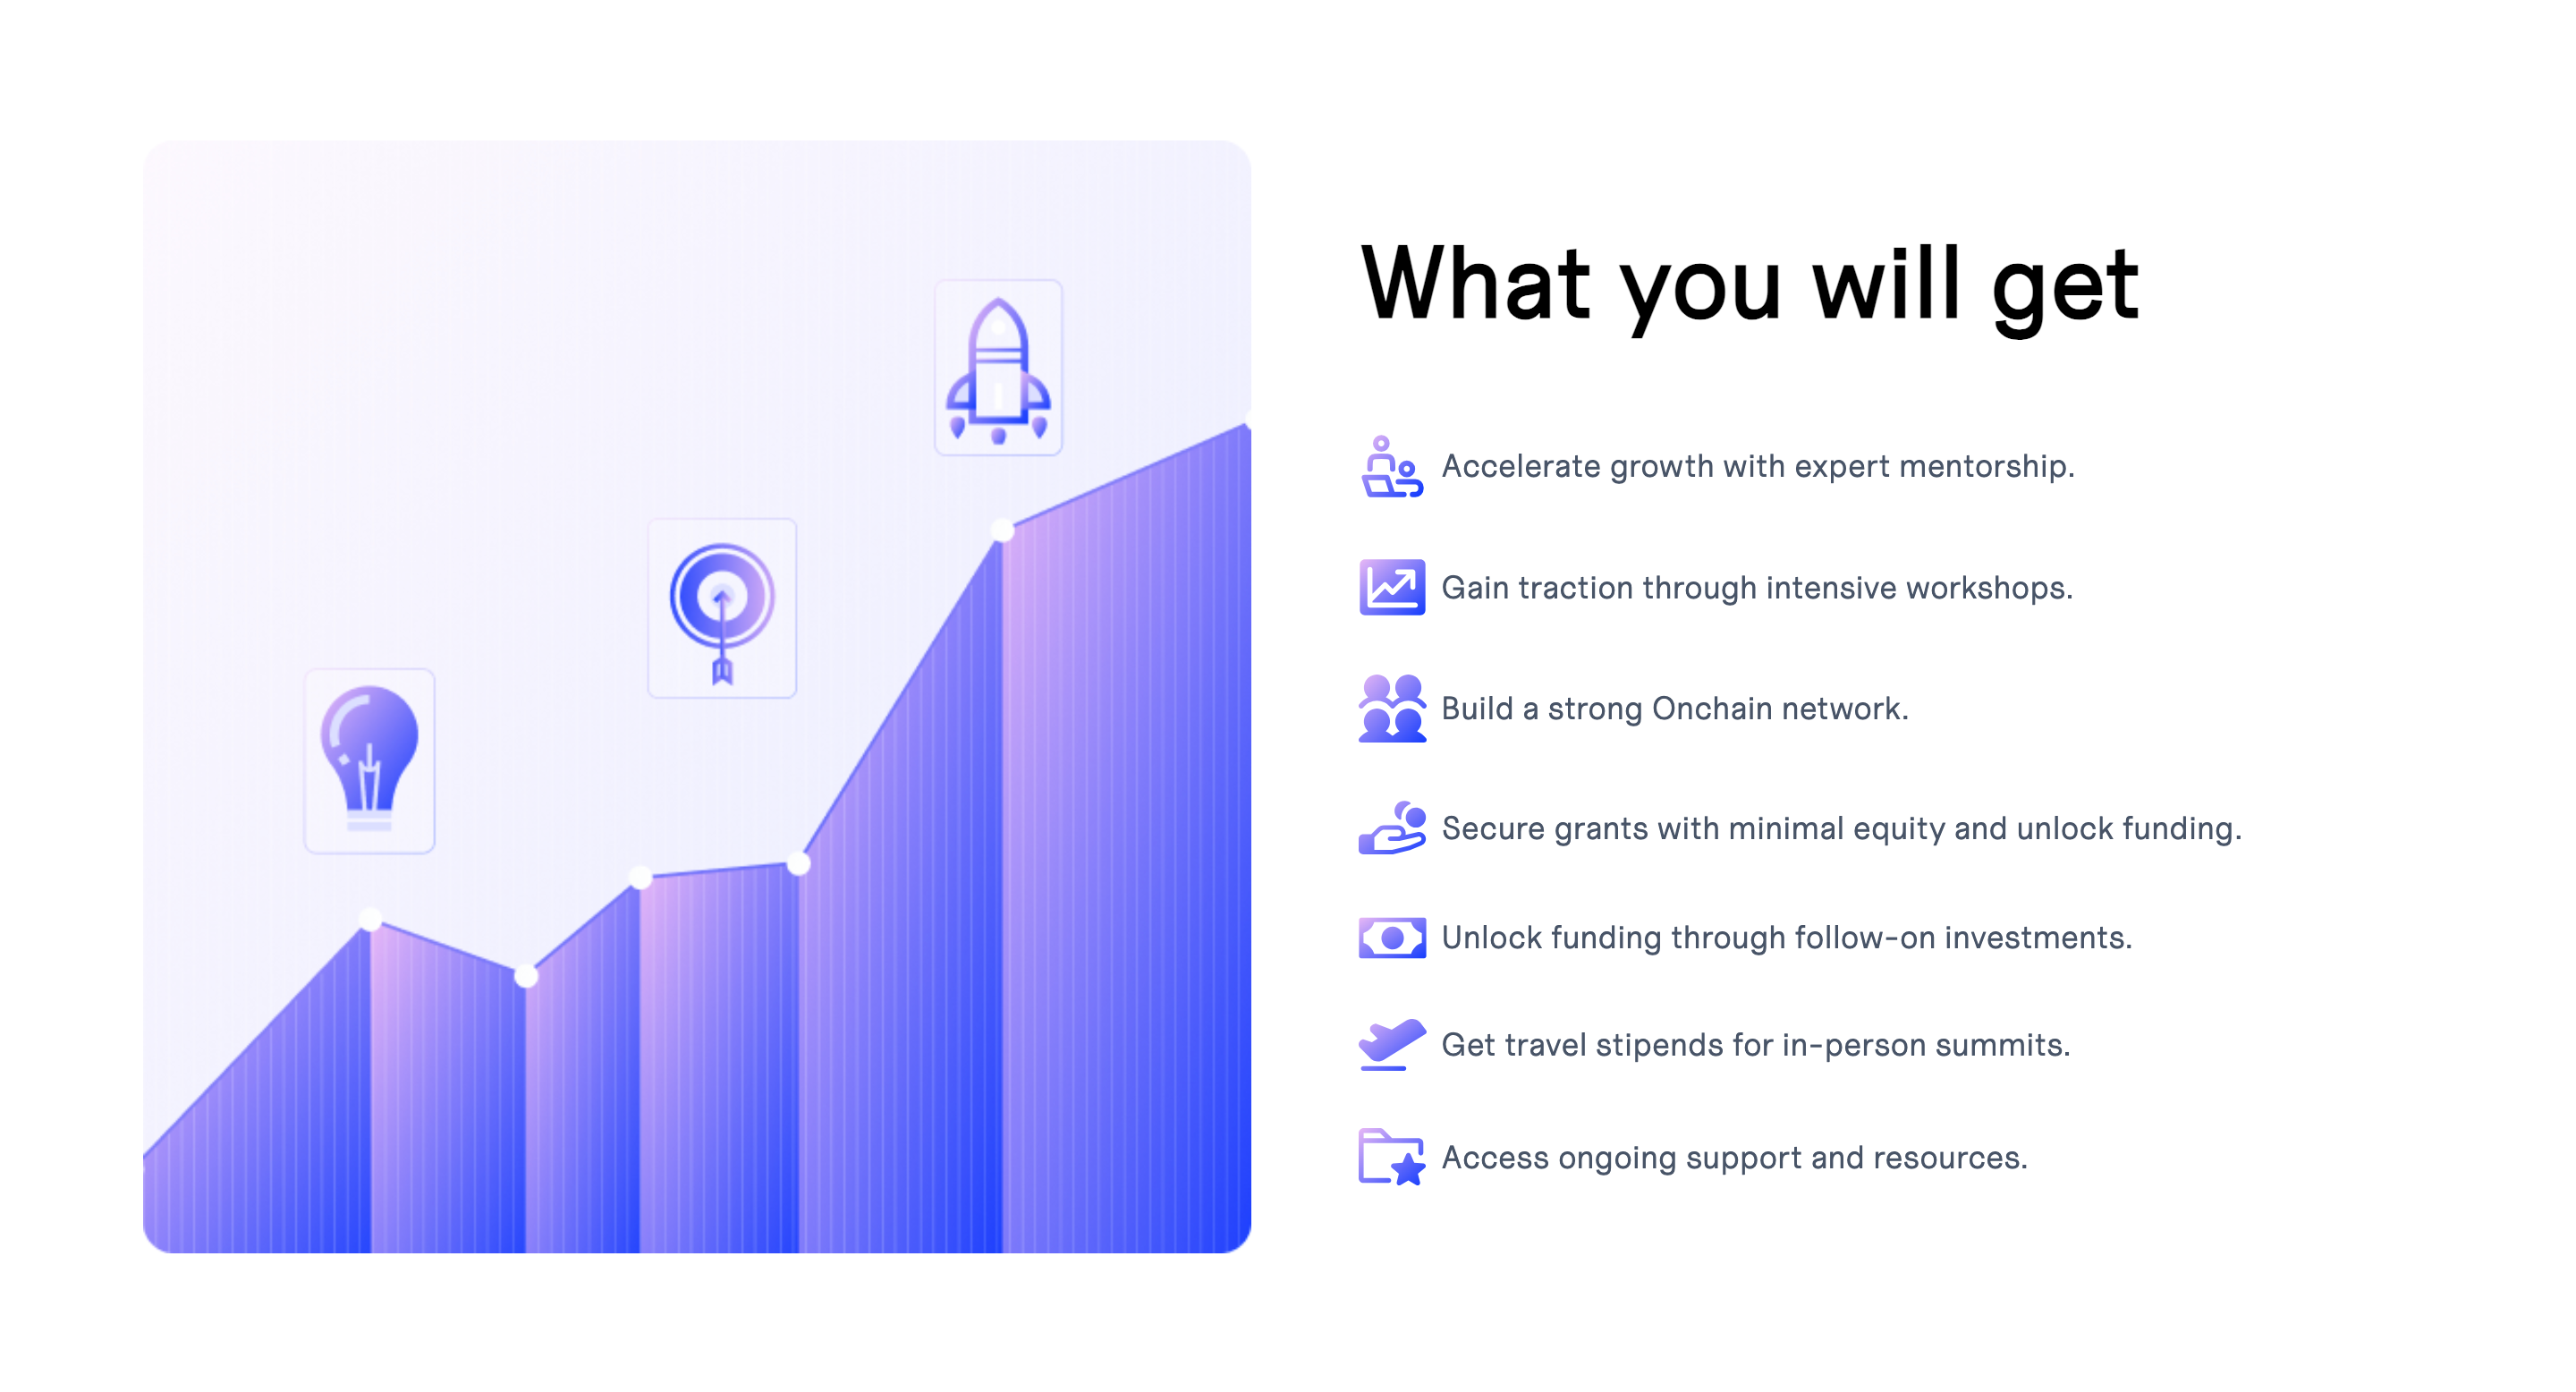 What you will get
Accelerate growth with expert mentorship.
Gain traction through intensive workshops.
Build a strong Onchain network.
Secure grants with minimal equity and unlock funding.
Unlock funding through follow-on investments.
Get travel stipends for in-person summits.
Access ongoing support and resources.